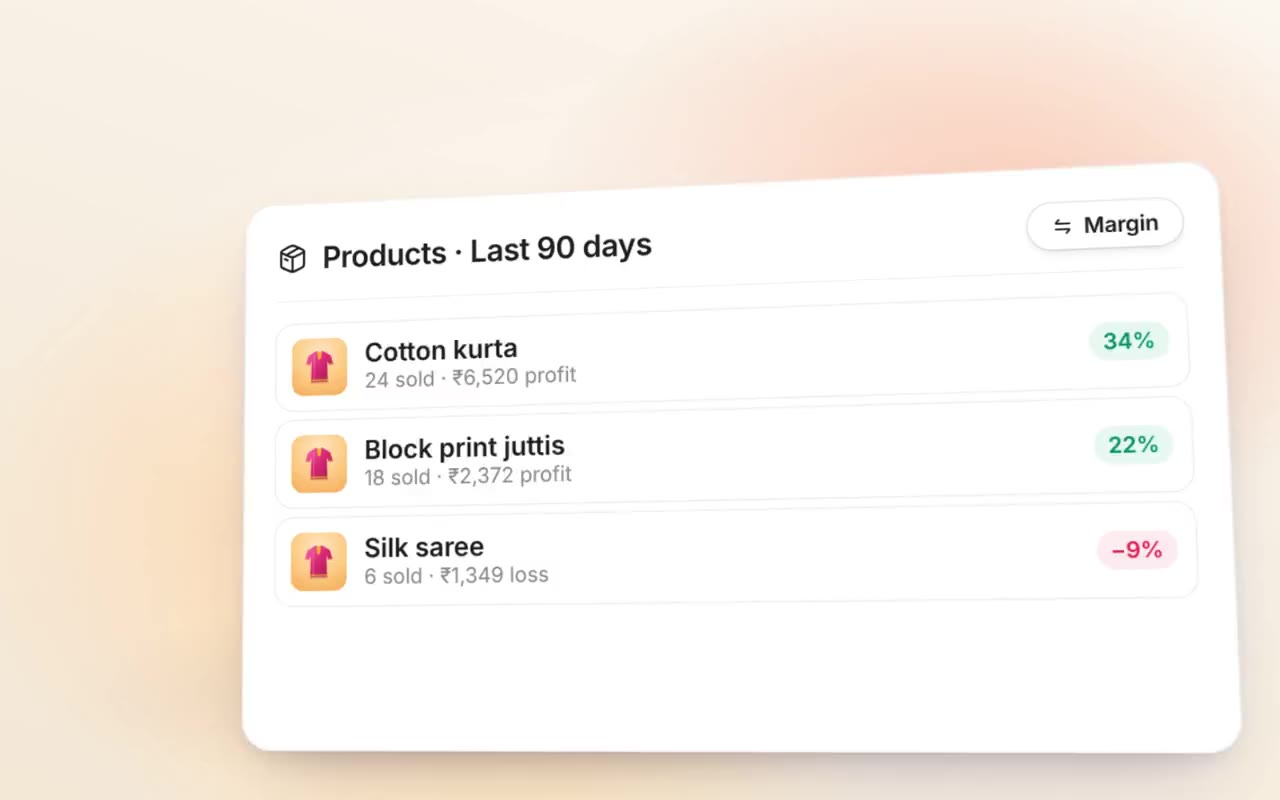 Products · Last 90 days
Margin
Cotton kurta
24 sold · ₹6,520 profit
34%
Block print juttis
18 sold · ₹2,372 profit
22%
Silk saree
6 sold · ₹1,349 loss
−9%